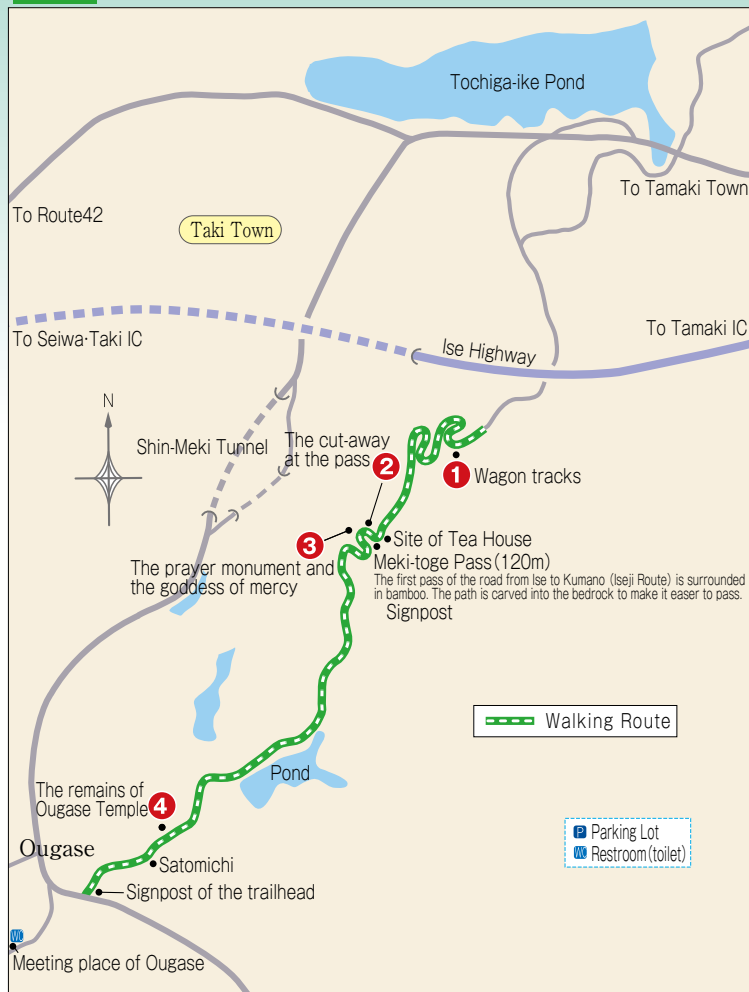 Tochiga-ike Pond
To Tamaki Town
To Route42
Taki Town
To Seiwa·Taki IC
To Tamaki IC
Ise Highway
N
Shin-Meki Tunnel
The cut-away
at the pass
2
1
Wagon tracks
3
Site of Tea House
Meki-toge Pass(120m)
The first pass of the road from Ise to Kumano (Iseji Route) is surrounded
in bamboo. The path is carved into the bedrock to make it easer to pass.
Signpost
The prayer monument and
the goddess of mercy
Walking Route
Pond
The remains of
Ougase Temple
4
Ougase
Satomichi
Signpost of the trailhead
P Parking Lot
WC Restroom(toilet)
WC
Meeting place of Ougase